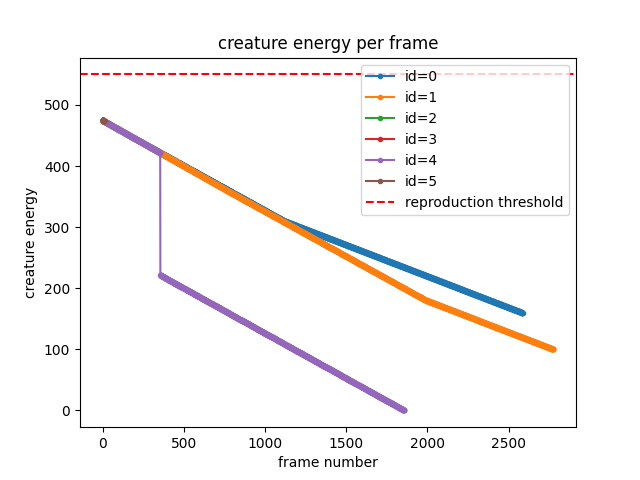 creature energy per frame
id=0
id=1
id=2
id=3
id=4
id=5
reproduction threshold
creature energy
500
400
300
200
100
0
0 500 1000 1500 2000 2500
frame number